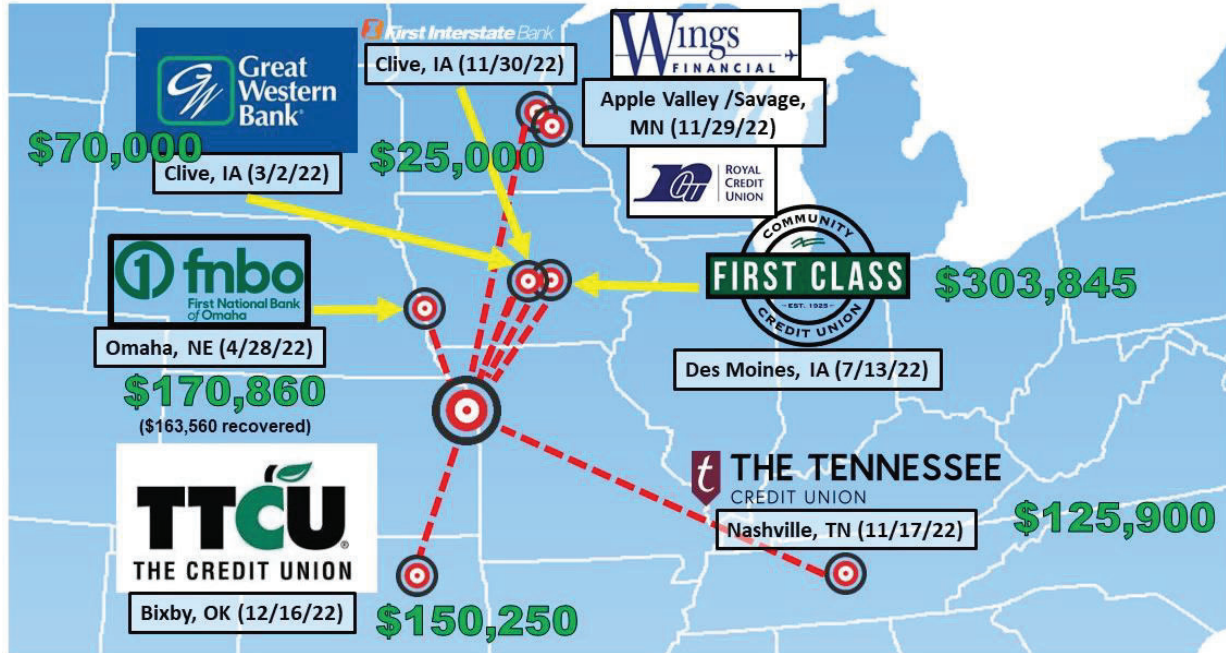 First Interstate Bank
Clive, IA (11/30/22)
$25,000
Great
Western
Bank®
$70,000
Clive, IA (3/2/22)
Wings
FINANCIAL
Apple Valley /Savage,
MN (11/29/22)
RCU
ROYAL
CREDIT
UNION
1 fnbo
First National Bank
of Omaha
Omaha, NE (4/28/22)
$170,860
($163,560 recovered)
COMMUNITY
FIRST CLASS
- EST. 1925 -
CREDIT UNION
$303,845
Des Moines, IA (7/13/22)
TTCU®
THE CREDIT UNION
Bixby, OK (12/16/22)
$150,250
t THE TENNESSEE
CREDIT UNION
Nashville, TN (11/17/22)
$125,900